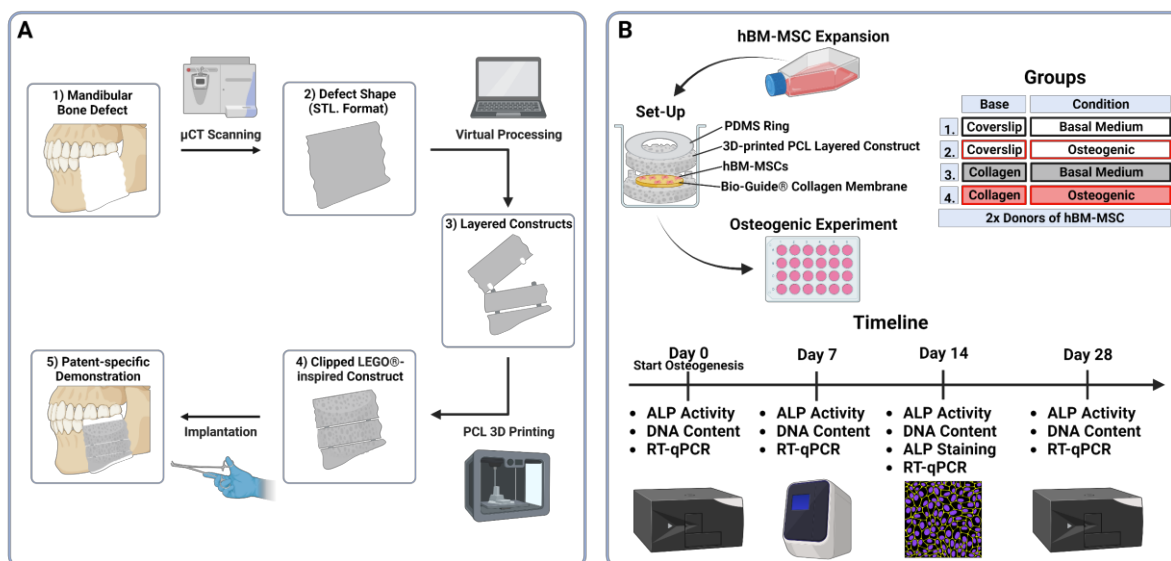 A
1) Mandibular
Bone Defect
µCT Scanning
2) Defect Shape
(STL. Format)
Virtual Processing
3) Layered Constructs
PCL 3D Printing
4) Clipped LEGO®-
inspired Construct
Implantation
5) Patent-specific
Demonstration
B
hBM-MSC Expansion
Set-Up
PDMS Ring
3D-printed PCL Layered Construct
hBM-MSCs
Bio-Guide® Collagen Membrane
Osteogenic Experiment
Groups
Base Condition
1. Coverslip Basal Medium
2. Coverslip Osteogenic
3. Collagen Basal Medium
4. Collagen Osteogenic
2x Donors of hBM-MSC
Timeline
Day 0
Start Osteogenesis
• ALP Activity
• DNA Content
• RT-qPCR
Day 7
• ALP Activity
• DNA Content
• RT-qPCR
Day 14
• ALP Activity
• DNA Content
• ALP Staining
• RT-qPCR
Day 28
• ALP Activity
• DNA Content
• RT-qPCR